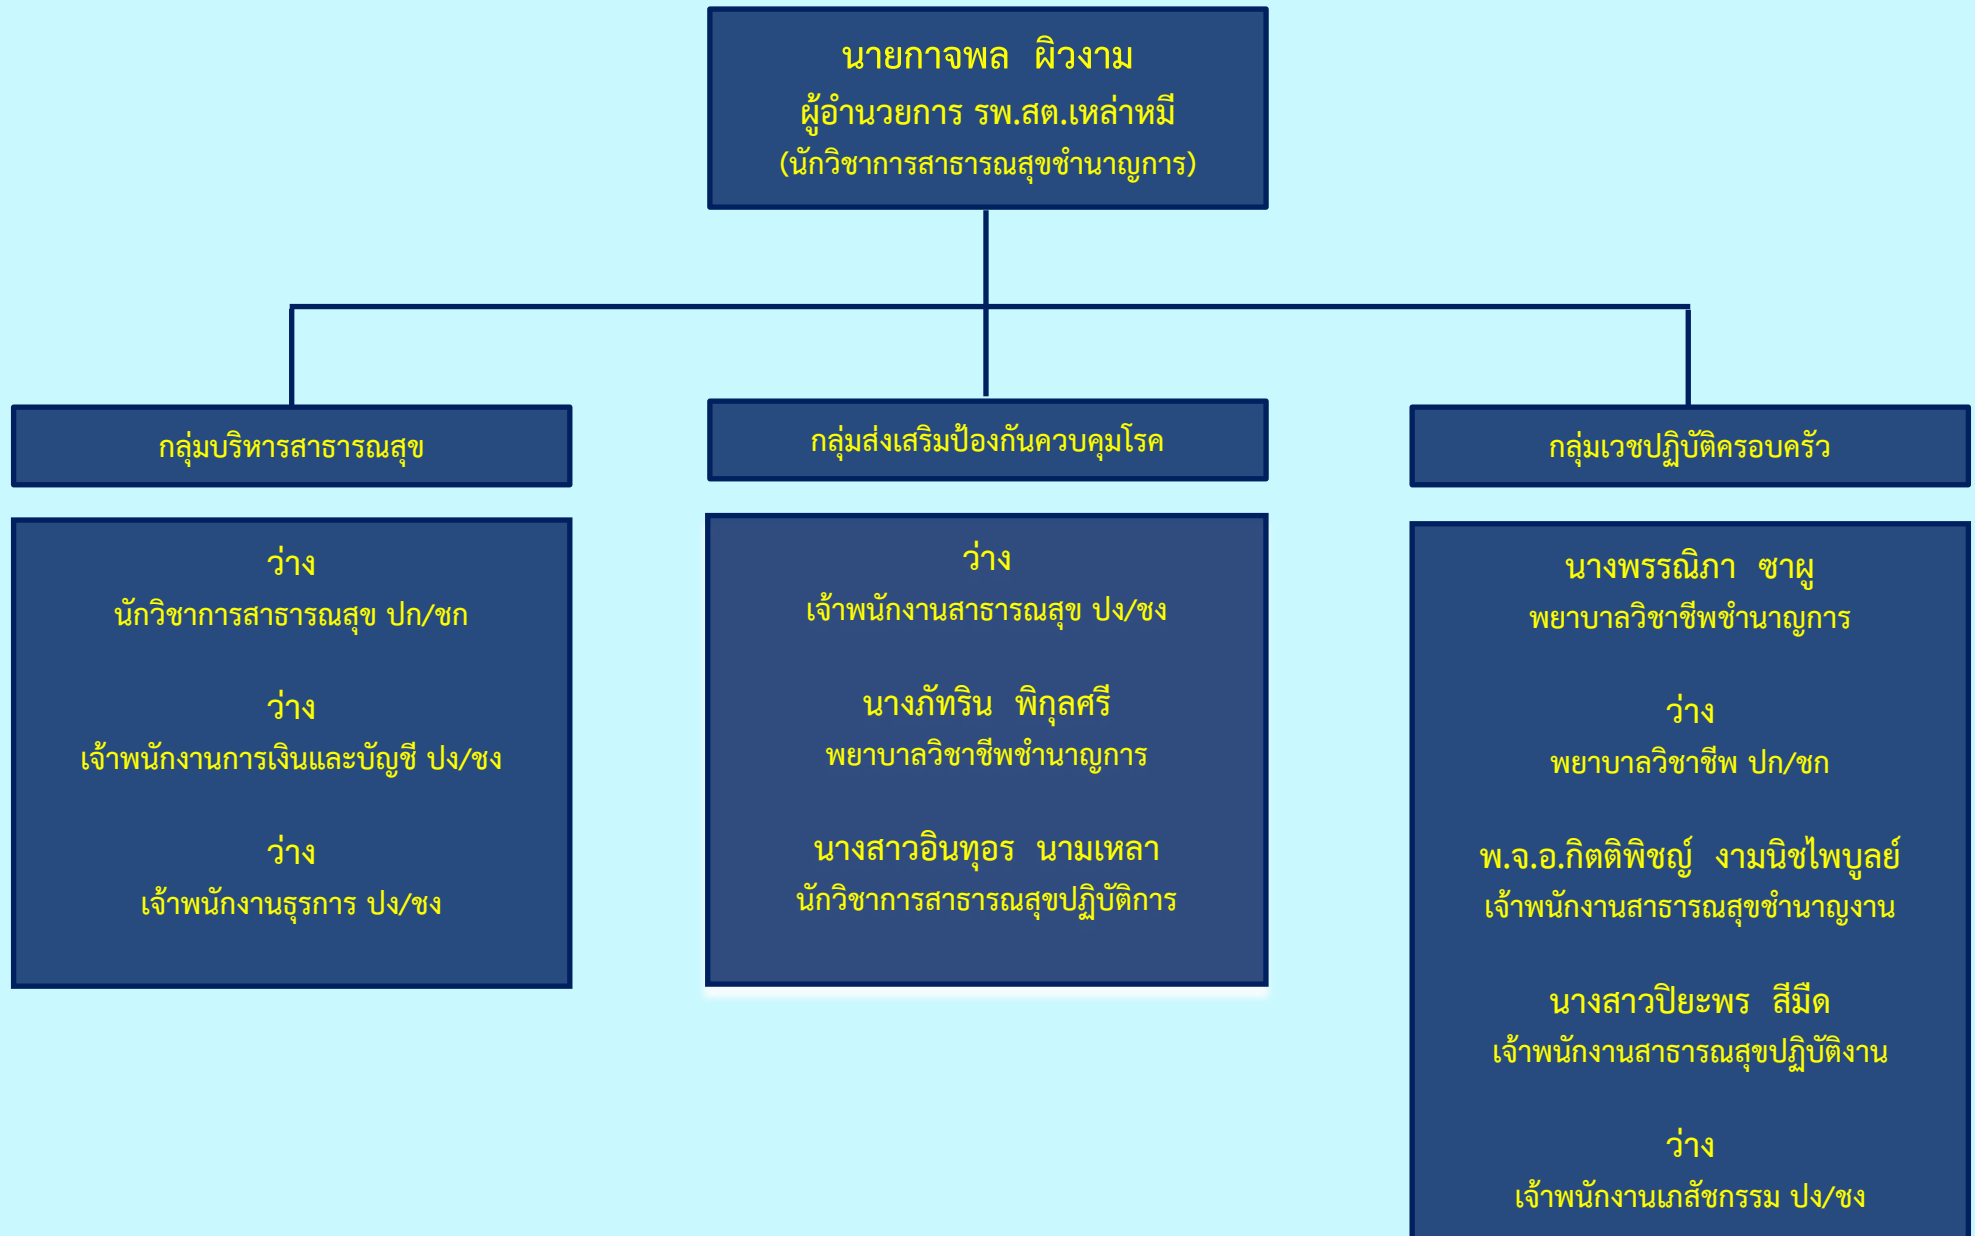 นายกาจพล ผิวงาม
ผู้อำนวยการ รพ.สต.เหล่าหมี
(นักวิชาการสาธารณสุขชำนาญการ)
กลุ่มบริหารสาธารณสุข
ว่าง
นักวิชาการสาธารณสุข ปก/ชก
ว่าง
เจ้าพนักงานการเงินและบัญชี ปง/ชง
ว่าง
เจ้าพนักงานธุรการ ปง/ชง
กลุ่มส่งเสริมป้องกันควบคุมโรค
ว่าง
เจ้าพนักงานสาธารณสุข ปง/ชง
นางภัทริน พิกุลศรี
พยาบาลวิชาชีพชำนาญการ
นางสาวอินทุอร นามเหลา
นักวิชาการสาธารณสุขปฏิบัติการ
กลุ่มเวชปฏิบัติครอบครัว
นางพรรณิภา ซาผู
พยาบาลวิชาชีพชำนาญการ
ว่าง
พยาบาลวิชาชีพ ปก/ชก
พ.จ.อ.กิตติพิชญ์ งามนิชไพบูลย์
เจ้าพนักงานสาธารณสุขชำนาญงาน
นางสาวปิยะพร สีมืด
เจ้าพนักงานสาธารณสุขปฏิบัติงาน
ว่าง
เจ้าพนักงานเภสัชกรรม ปง/ชง